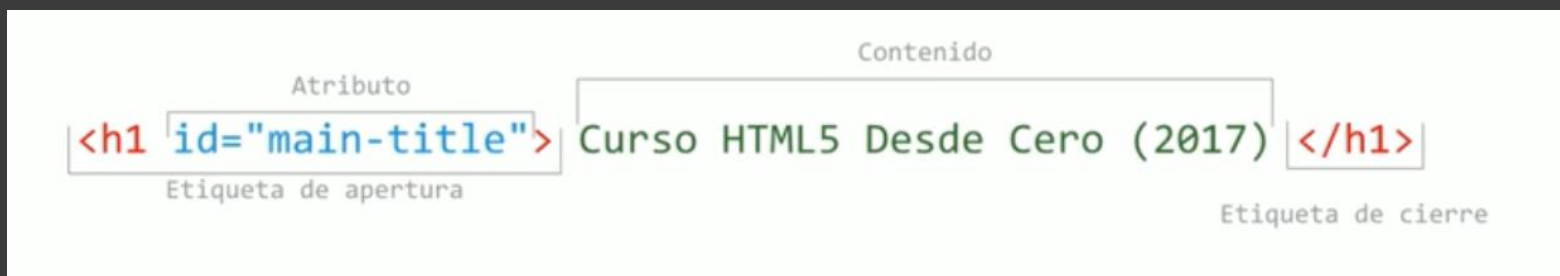 Contenido
Atributo
<h1 id="main-title"> Curso HTML5 Desde Cero (2017) </h1>
Etiqueta de apertura
Etiqueta de cierre